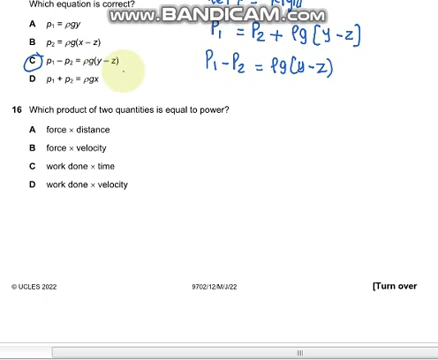 Which equation is correct?
www.BANDICAM.com
A p₁ = ρgy
P₁ = P₂ + ρg[y-z]
B p₂ = ρg(x – z)
C p₁ – p₂ = ρg(y – z)
P₁-P₂ = ρg(y-z)
D p₁ + p₂ = ρgx
16 Which product of two quantities is equal to power?
A force × distance
B force × velocity
C work done × time
D work done × velocity
© UCLES 2022 9702/12/M/J/22 [Turn over